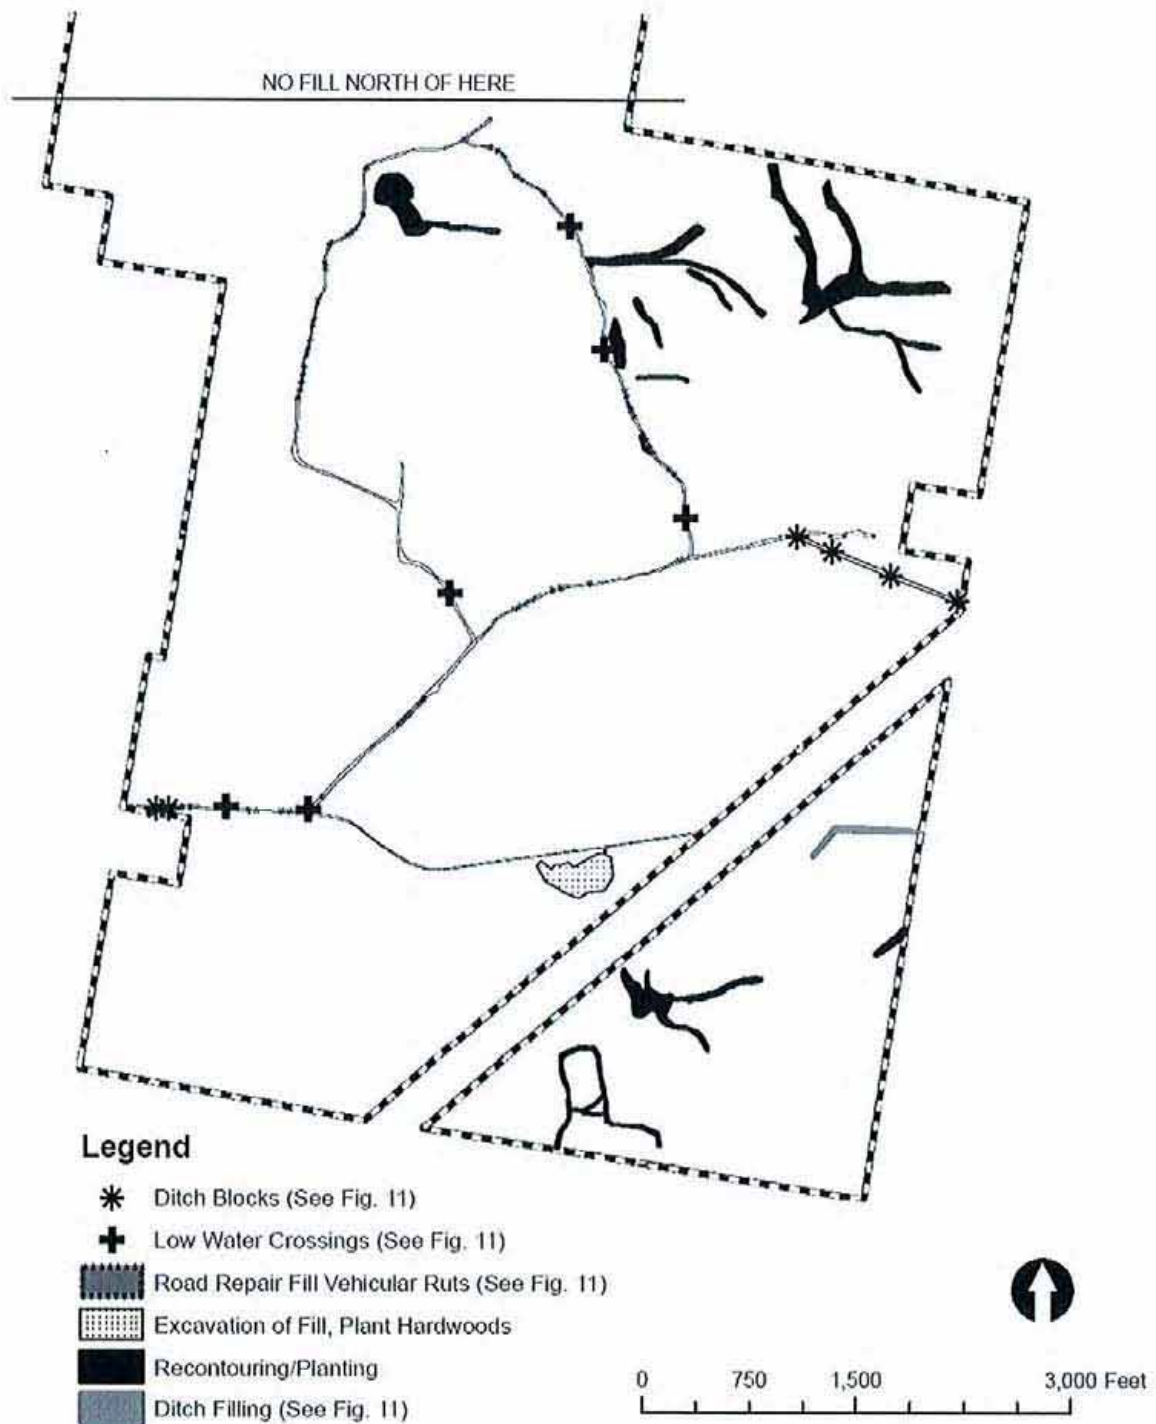 NO FILL NORTH OF HERE
Legend
Ditch Blocks (See Fig. 11)
Low Water Crossings (See Fig. 11)
Road Repair Fill Vehicular Ruts (See Fig. 11)
Excavation of Fill, Plant Hardwoods
Recontouring/Planting
Ditch Filling (See Fig. 11)
0 750 1,500 3,000 Feet